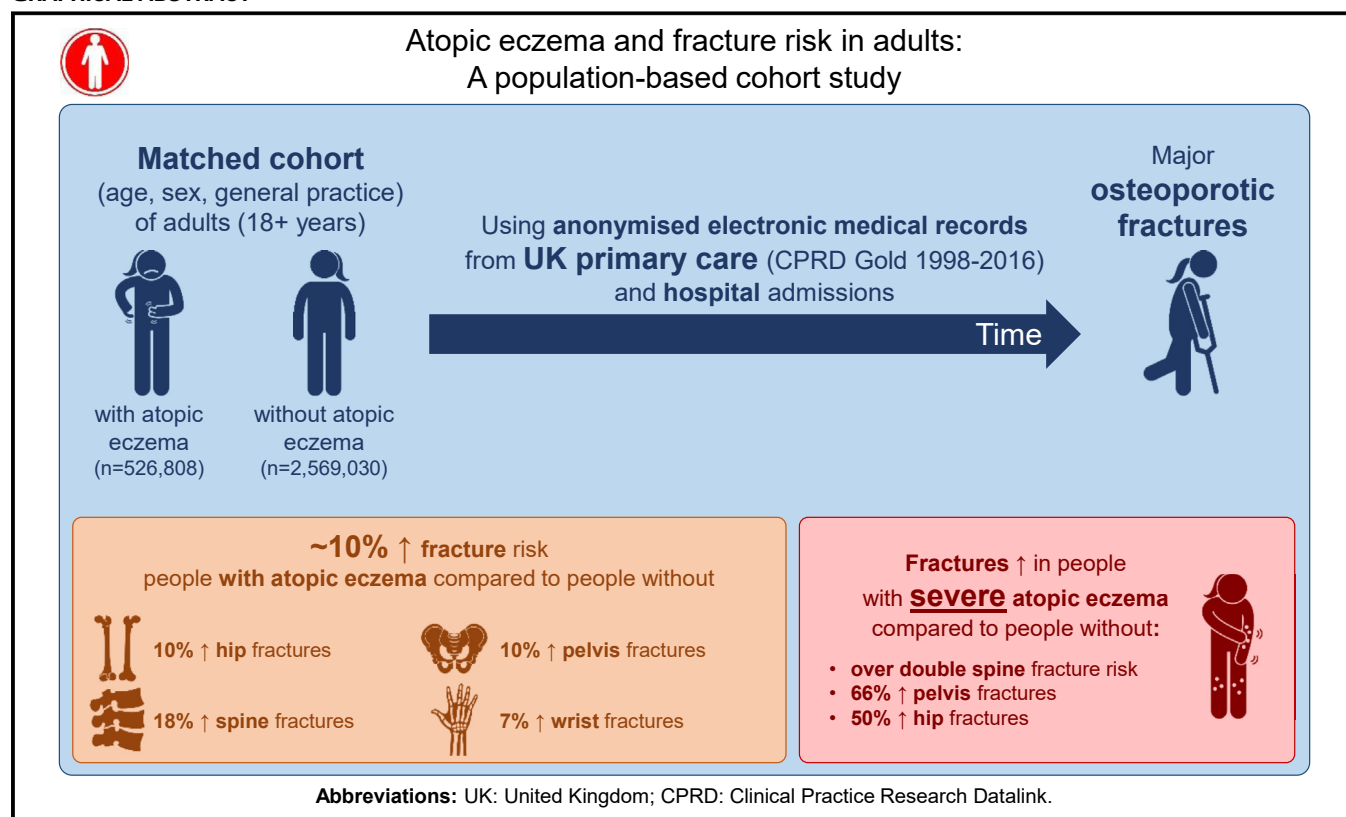 GRAPHICAL ABSTRACT
Atopic eczema and fracture risk in adults:
A population-based cohort study
Matched cohort
(age, sex, general practice)
of adults (18+ years)
with atopic
eczema
(n=526,808)
without atopic
eczema
(n=2,569,030)
Using anonymised electronic medical records
from UK primary care (CPRD Gold 1998-2016)
and hospital admissions
Time
Major
osteoporotic
fractures
~10% ↑ fracture risk
people with atopic eczema compared to people without
10% ↑ hip fractures
10% ↑ pelvis fractures
18% ↑ spine fractures
7% ↑ wrist fractures
Fractures ↑ in people
with severe atopic eczema
compared to people without:
• over double spine fracture risk
• 66% ↑ pelvis fractures
• 50% ↑ hip fractures
Abbreviations: UK: United Kingdom; CPRD: Clinical Practice Research Datalink.